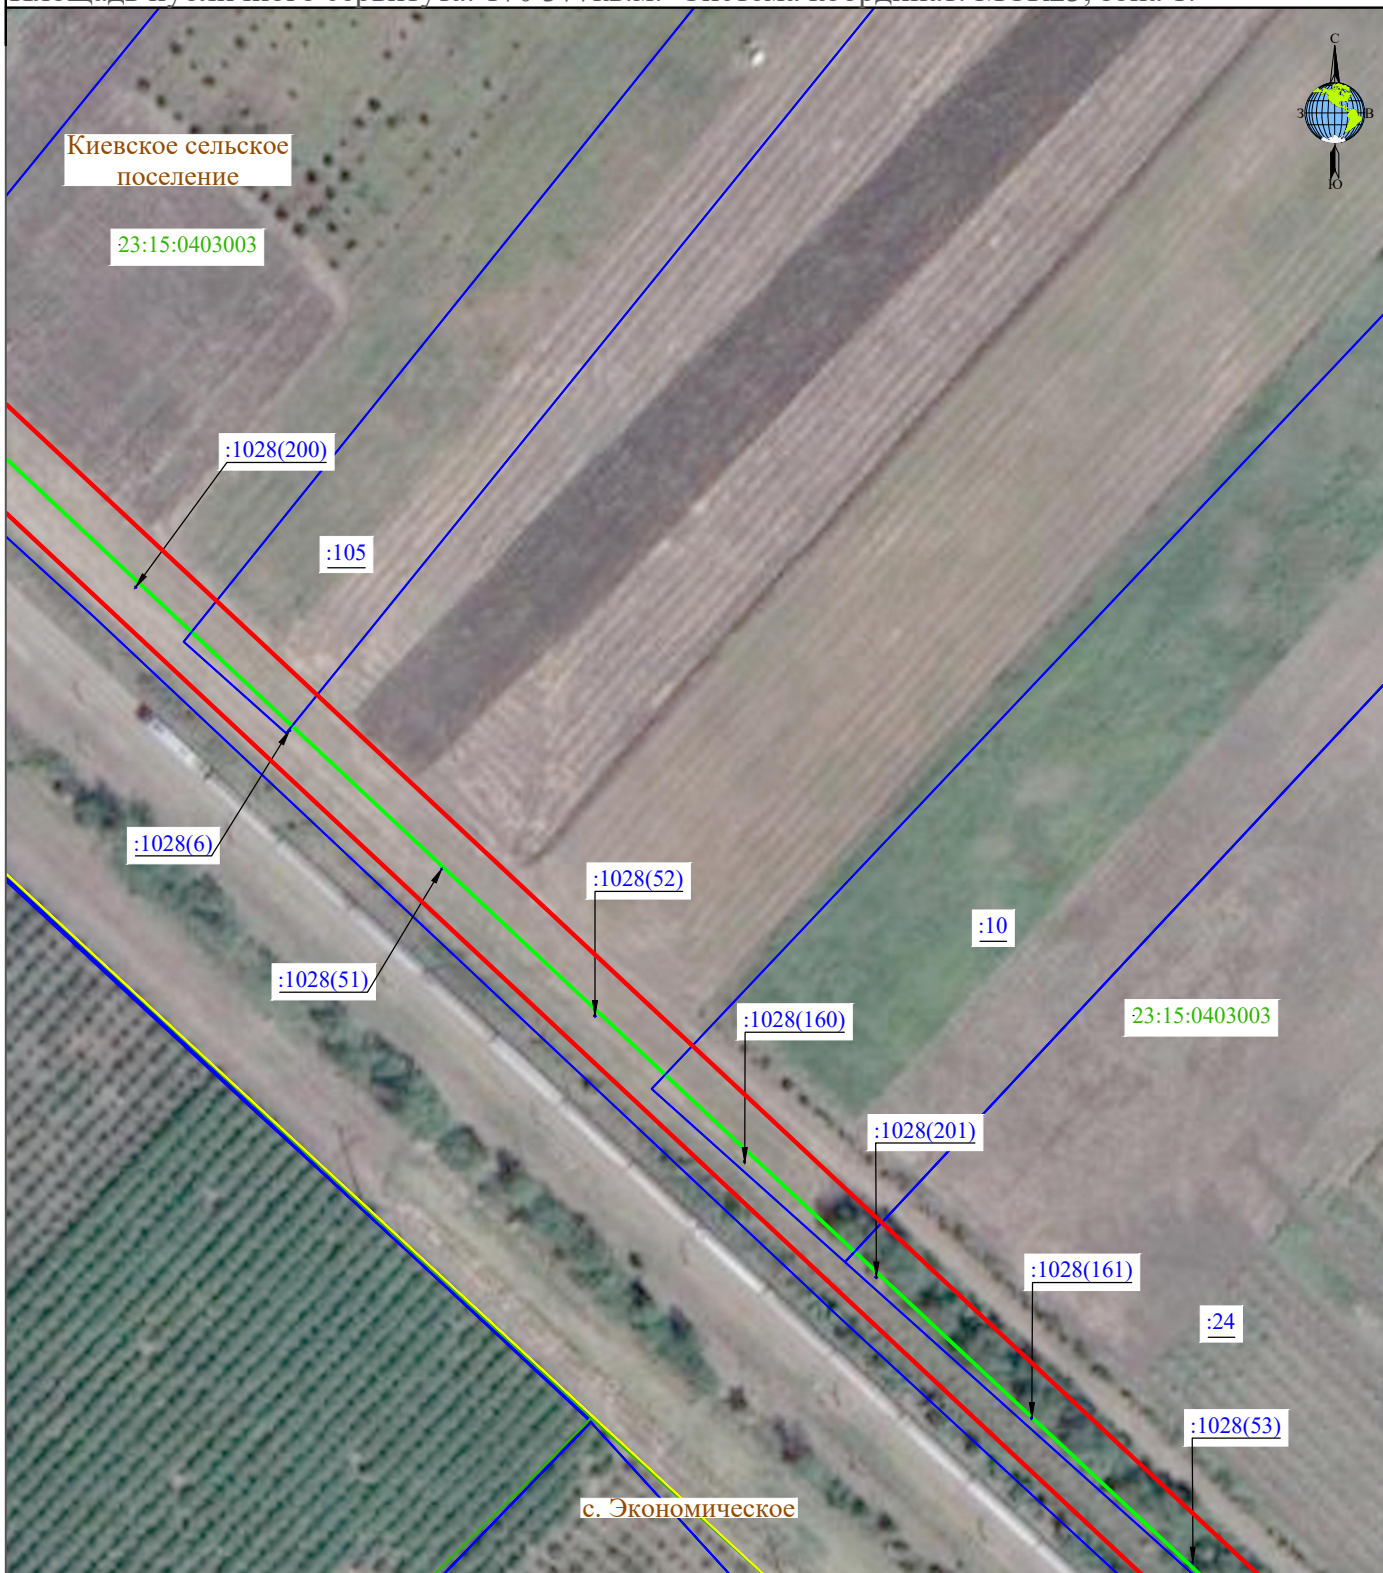 С
З
В
Ю
Киевское сельское
поселение
23:15:0403003
:1028(200)
:105
:1028(6)
:1028(52)
:10
:1028(51)
:1028(160)
23:15:0403003
:1028(201)
:1028(161)
:24
:1028(53)
с. Экономическое